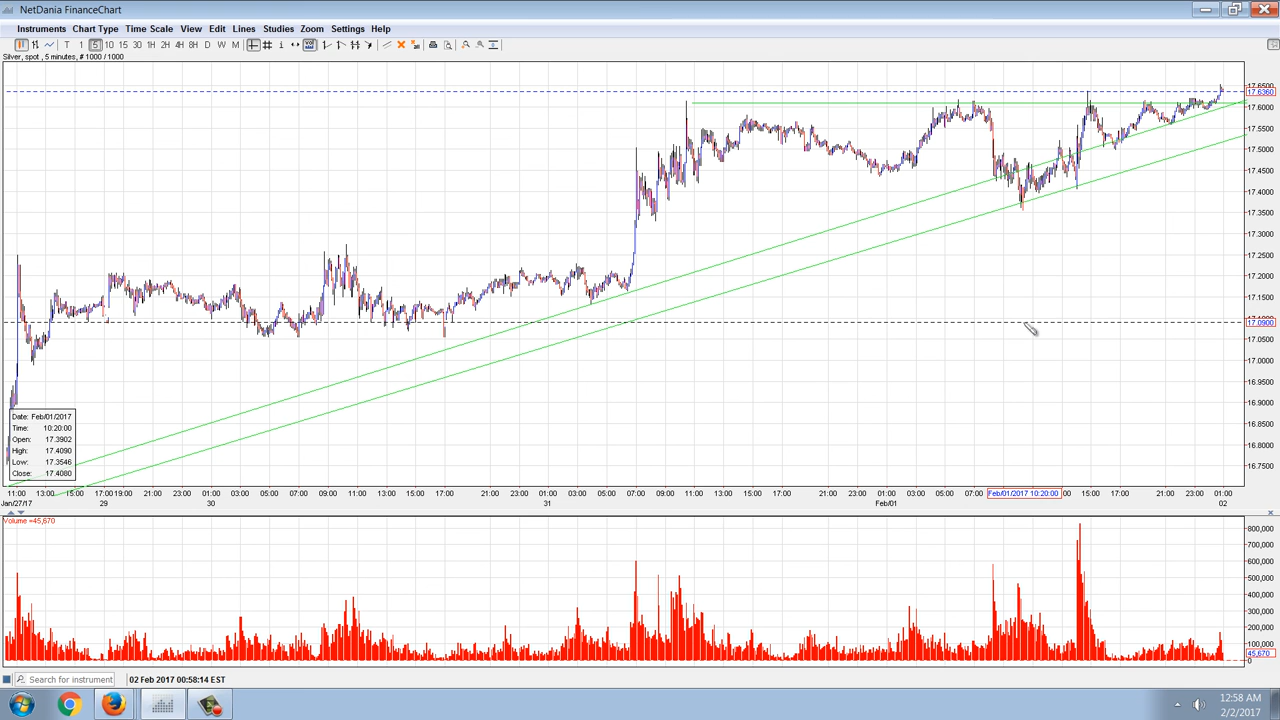 NetDania FinanceChart
Instruments Chart Type Time Scale View Edit Lines Studies Zoom Settings Help
T 1 5 10 15 30 1H 2H 4H 8H D W M
Silver, spot , 5 minutes, # 1000 / 1000
17.6500
17.6360
17.6000
17.5500
17.5000
17.4500
17.4000
17.3500
17.3000
17.2500
17.2000
17.1500
17.0900
17.0500
17.0000
16.9500
16.9000
16.8500
16.8000
16.7500
Date: Feb/01/2017
Time: 10:20:00
Open: 17.3902
High: 17.4090
Low: 17.3546
Close: 17.4080
11:00 13:00 15:00 17:00 19:00 21:00 23:00 01:00 03:00 05:00 07:00 09:00 11:00 13:00 15:00 17:00 21:00 23:00 01:00 03:00 05:00 07:00 09:00 11:00 13:00 15:00 17:00 21:00 23:00 01:00 03:00 05:00 07:00 Feb/01/2017 10:20:00 :00 15:00 17:00 21:00 23:00 01:00
Jan/27/17 29 30 31 Feb/01 02
Volume =45,670
800,000
700,000
600,000
500,000
400,000
300,000
200,000
100,000
45,670
0
Search for instrument 02 Feb 2017 00:58:14 EST
12:58 AM
2/2/2017